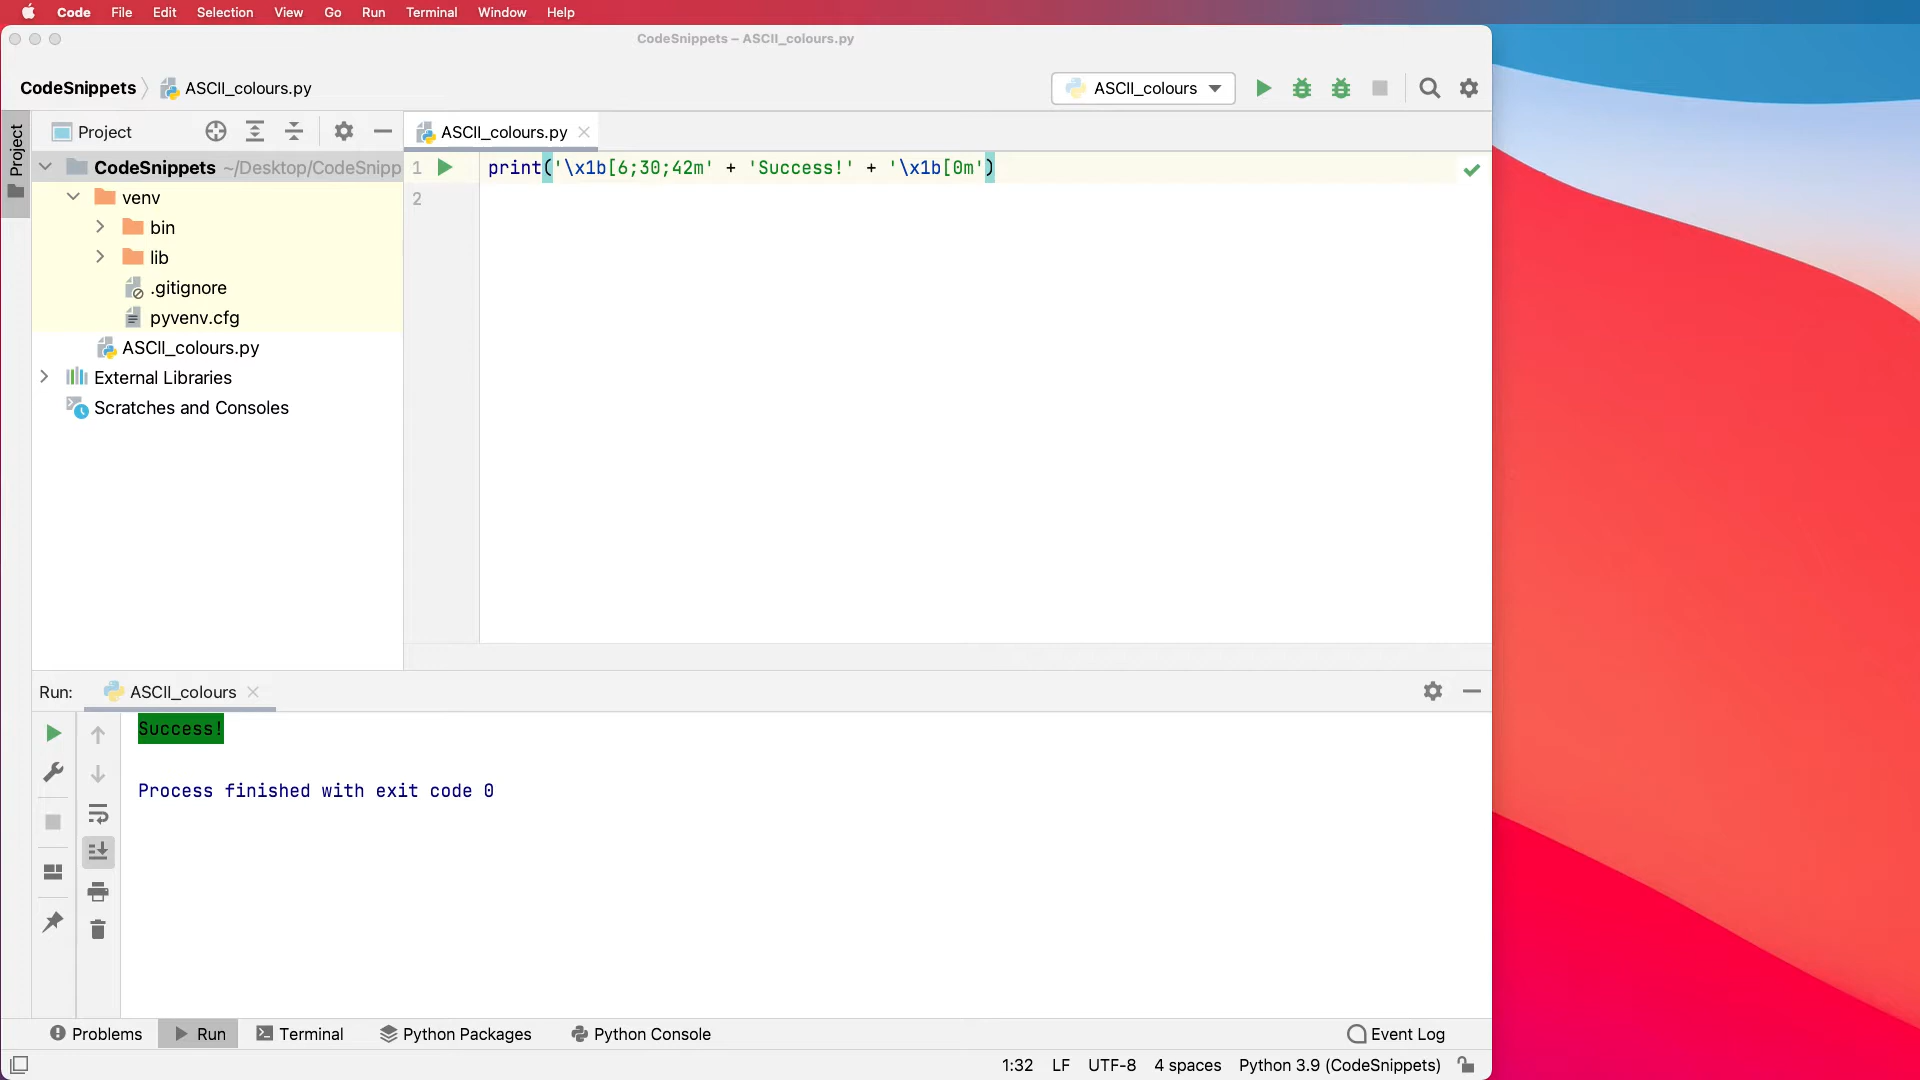 Code File Edit Selection View Go Run Terminal Window Help
CodeSnippets – ASCII_colours.py
CodeSnippets ASCII_colours.py
ASCII_colours
Project
Project
ASCII_colours.py
CodeSnippets ~/Desktop/CodeSnipp
venv
bin
lib
.gitignore
pyvenv.cfg
ASCII_colours.py
External Libraries
Scratches and Consoles
1 print('\x1b[6;30;42m' + 'Success!' + '\x1b[0m')
2
Run: ASCII_colours
Success!
Process finished with exit code 0
Problems Run Terminal Python Packages Python Console Event Log
1:32 LF UTF-8 4 spaces Python 3.9 (CodeSnippets)